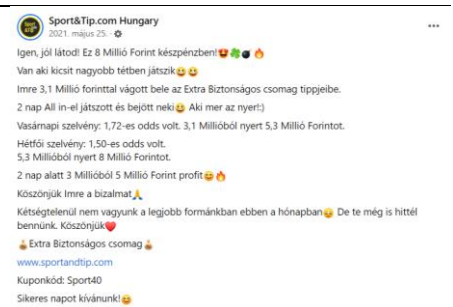 Sport&Tip.com Hungary
2021. május 25. ·
Igen, jól látod! Ez 8 Millió Forint készpénzben!🤩🍀💣🔥
Van aki kicsit nagyobb tétben játszik😀😀
Imre 3,1 Millió forinttal vágott bele az Extra Biztonságos csomag tippjeibe.
2 nap All in-el játszott és bejött neki😀 Aki mer az nyer!:)
Vasárnapi szelvény: 1,72-es odds volt. 3,1 Millióból nyert 5,3 Millió Forintot.
Hétfői szelvény: 1,50-es odds volt.
5,3 Millióból nyert 8 Millió Forintot.
2 nap alatt 3 Millióból 5 Millió Forint profit😀🔥
Köszönjük Imre a bizalmat🙏
Kétségtelenül nem vagyunk a legjobb formánkban ebben a hónapban😞 De te még is hittél
bennünk. Köszönjük❤️
Extra Biztonságos csomag
www.sportandtip.com
Kuponkód: Sport40
Sikeres napot kívánunk!😀